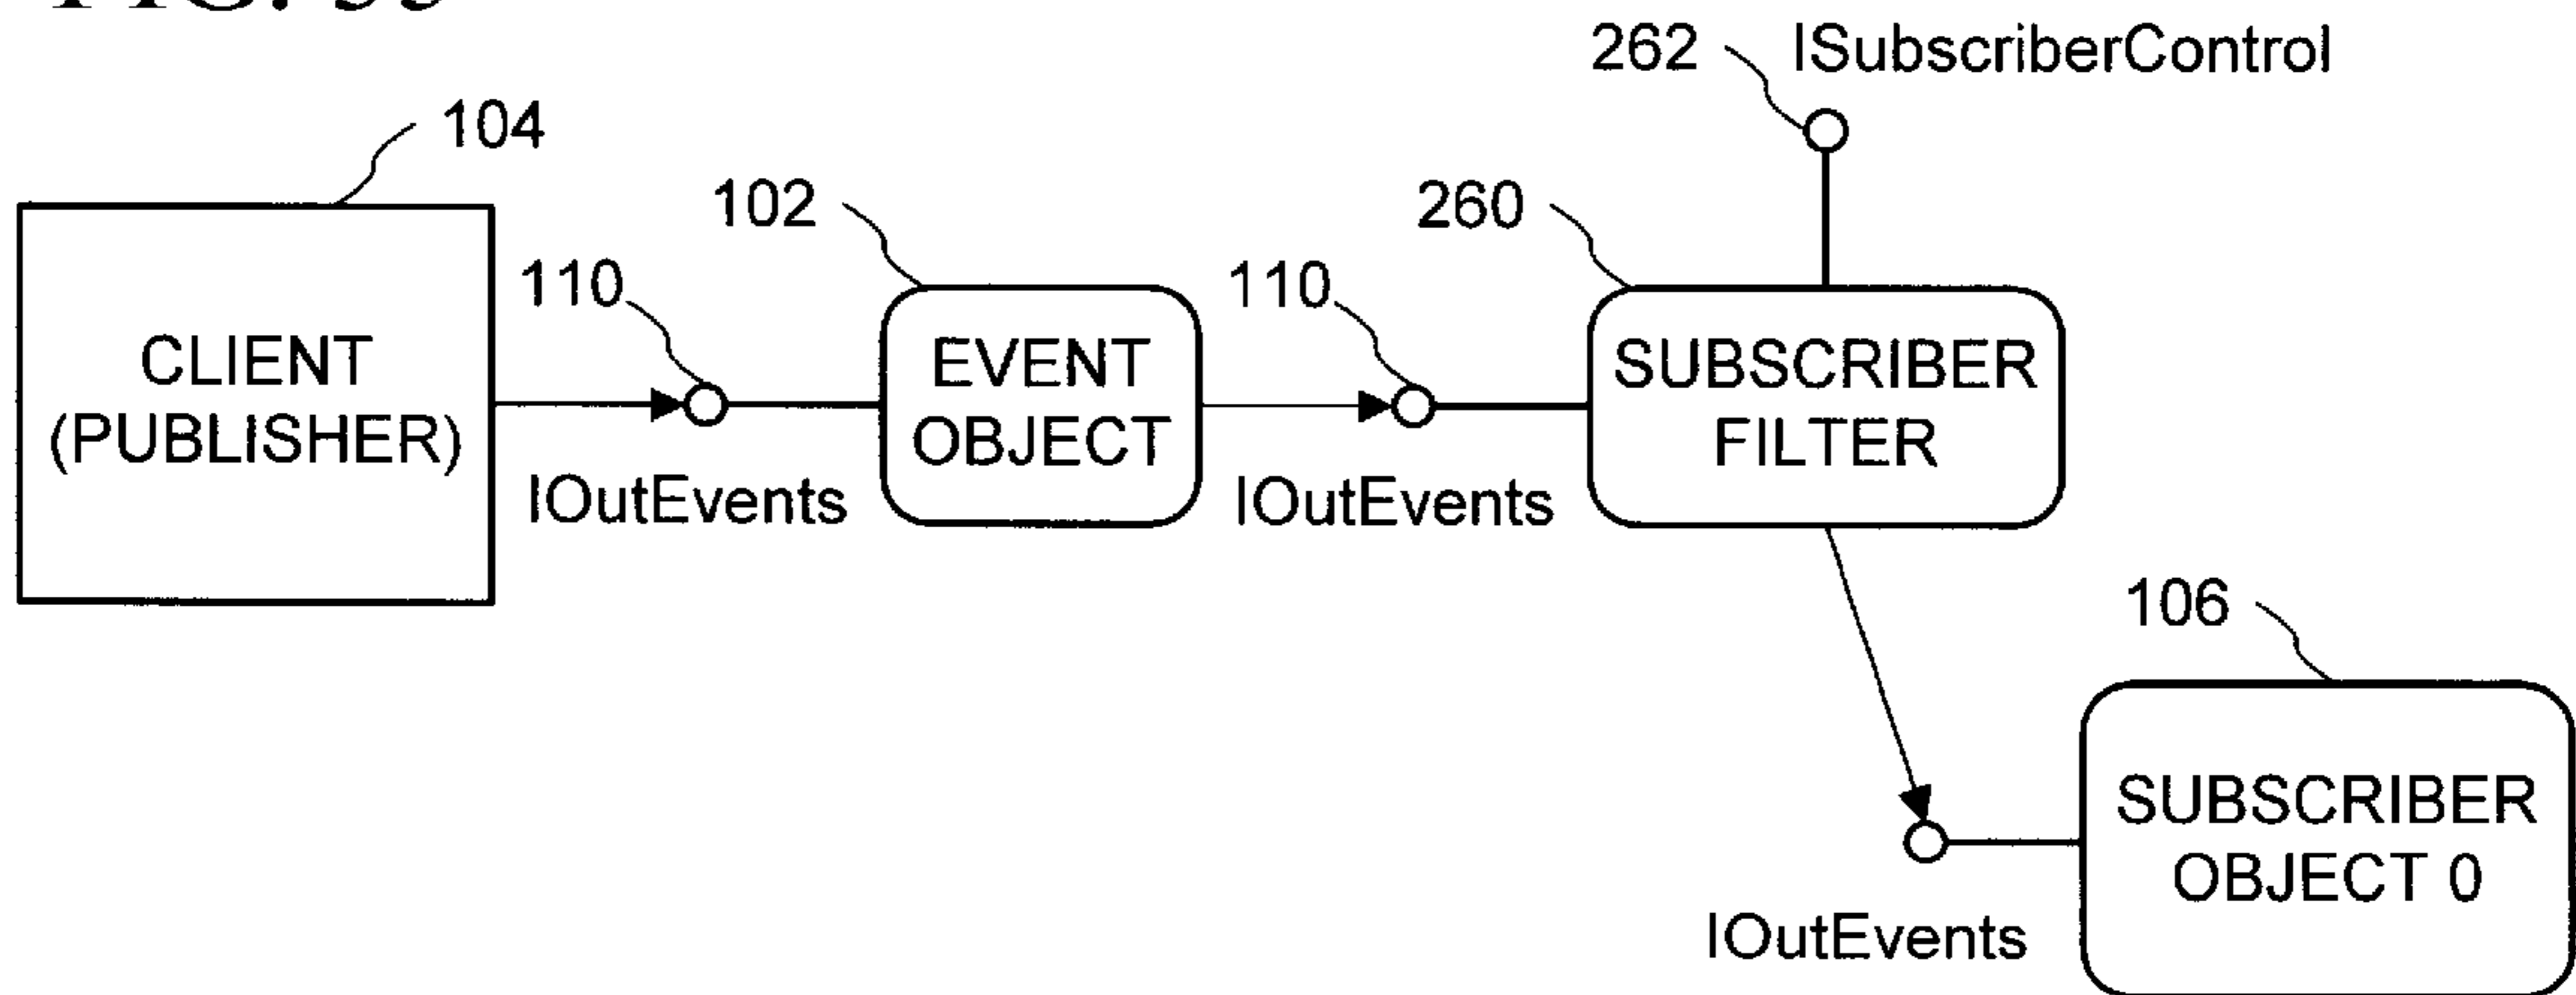 262 ISubscriberControl
104
102
260
110
110
CLIENT
(PUBLISHER)
EVENT
OBJECT
SUBSCRIBER
FILTER
IOutEvents
IOutEvents
106
SUBSCRIBER
OBJECT 0
IOutEvents